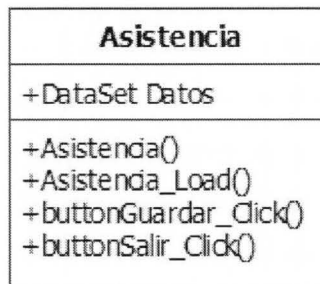 Asistencia
+DataSet Datos
+Asistencia()
+Asistencia_Load()
+buttonGuardar_Click()
+buttonSalir_Click()